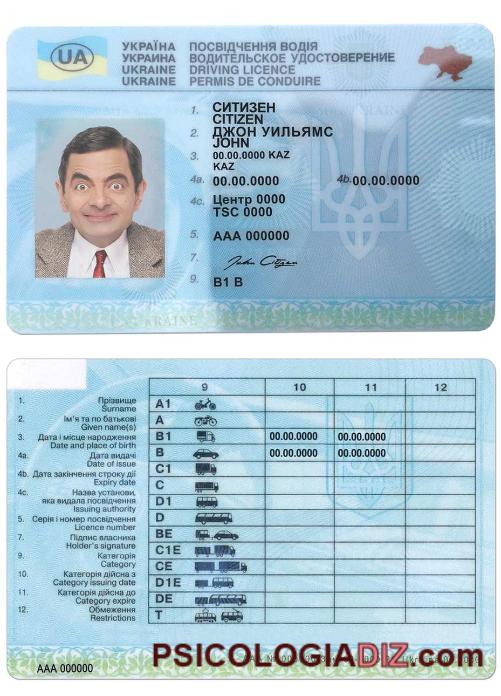 UA
УКРАЇНА ПОСВІДЧЕННЯ ВОДІЯ
УКРАИНА ВОДИТЕЛЬСКОЕ УДОСТОВЕРЕНИЕ
UKRAINE DRIVING LICENCE
UKRAINE PERMIS DE CONDUIRE
1. СИТИЗЕН
CITIZEN
2. ДЖОН УИЛЬЯМС
JOHN
3. 00.00.0000 KAZ
KAZ
4a. 00.00.0000 4b. 00.00.0000
4c. Центр 0000
TSC 0000
5. AAA 000000
7. John Citizen
9. B1 B
UKRAINE
9 10 11 12
1. Прізвище
Surname
2. Ім'я та по батькові
Given name(s)
3. Дата і місце народження
Date and place of birth
4a. Дата видачі
Date of issue
4b. Дата закінчення строку дії
Expiry date
4c. Назва установи,
яка видала посвідчення
Issuing authority
5. Серія і номер посвідчення
Licence number
7. Підпис власника
Holder's signature
9. Категорія
Category
10. Категорія дійсна з
Category issuing date
11. Категорія дійсна до
Category expire
12. Обмеження
Restrictions
A1
A
B1 00.00.0000 00.00.0000
B 00.00.0000 00.00.0000
C1
C
D1
D
BE
C1E
CE
D1E
DE
T
PSICOLOGIADIZ.com
AAA 000000